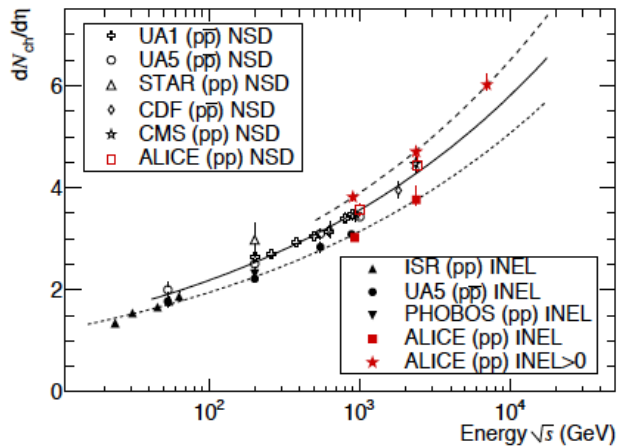 dN_ch/dη
6
4
2
0
UA1 (pp̅) NSD
UA5 (pp̅) NSD
STAR (pp) NSD
CDF (pp̅) NSD
CMS (pp) NSD
ALICE (pp) NSD
ISR (pp) INEL
UA5 (pp̅) INEL
PHOBOS (pp) INEL
ALICE (pp) INEL
ALICE (pp) INEL>0
10² 10³ 10⁴
Energy √s (GeV)